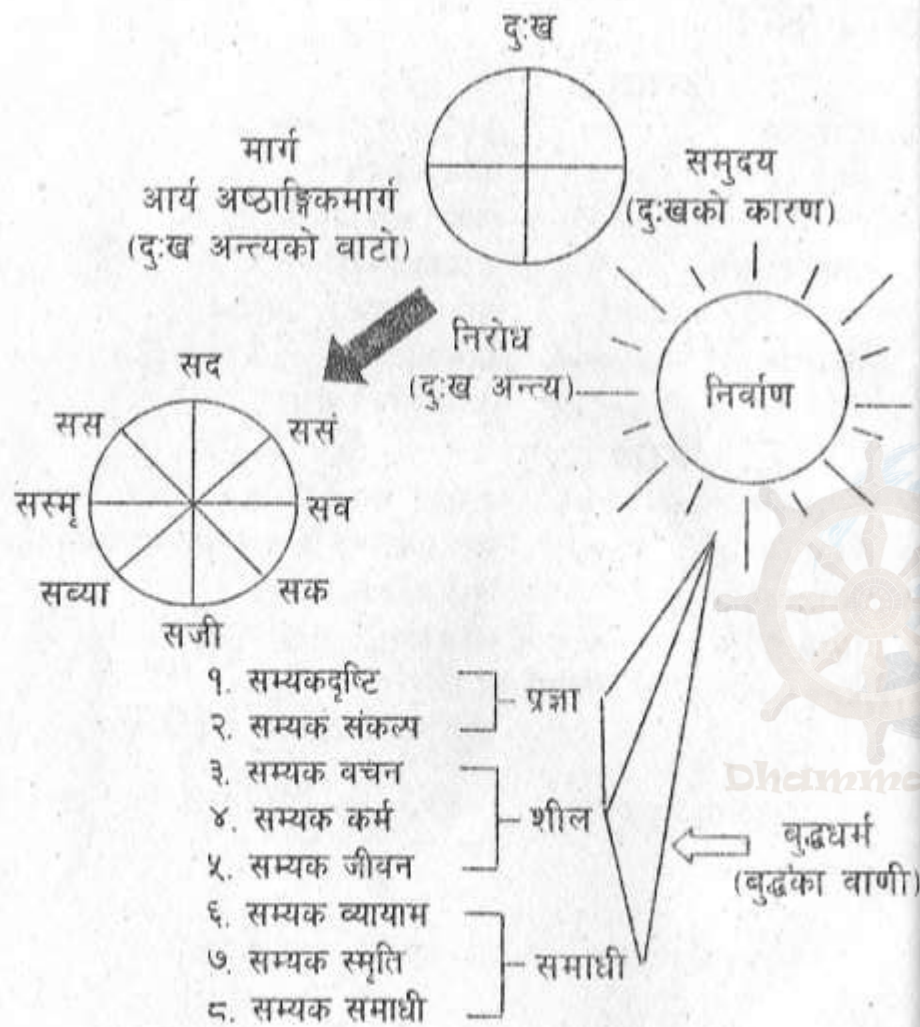 दु:ख
मार्ग
आर्य अष्ठाङ्गिकमार्ग
(दु:ख अन्त्यको वाटो)
समुदय
(दु:खको कारण)
निरोध
(दु:ख अन्त्य)
निर्वाण
सद
ससं
सव
सक
सजी
सव्या
सस्मृ
सस
१. सम्यकदृष्टि
२. सम्यक संकल्प
प्रज्ञा
३. सम्यक वचन
४. सम्यक कर्म
५. सम्यक जीवन
शील
६. सम्यक व्यायाम
७. सम्यक स्मृति
८. सम्यक समाधी
समाधी
बुद्धधर्म
(बुद्धका वाणी)